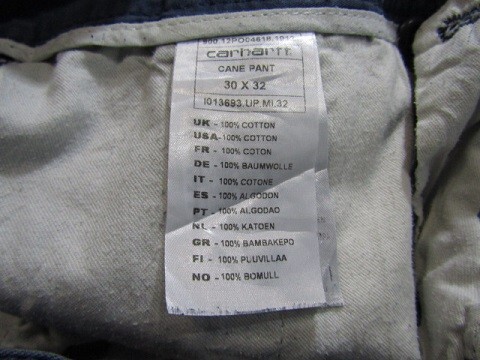 carhartt
CANE PANT
30 X 32
I013693.UP.MI.32
UK - 100% COTTON
USA-100% COTTON
FR - 100% COTON
DE - 100% BAUMWOLLE
IT - 100% COTONE
ES - 100% ALGODON
PT - 100% ALGODAO
NL - 100% KATOEN
GR - 100% BAMBAKEPO
FI - 100% PUUVILLAA
NO - 100% BOMULL